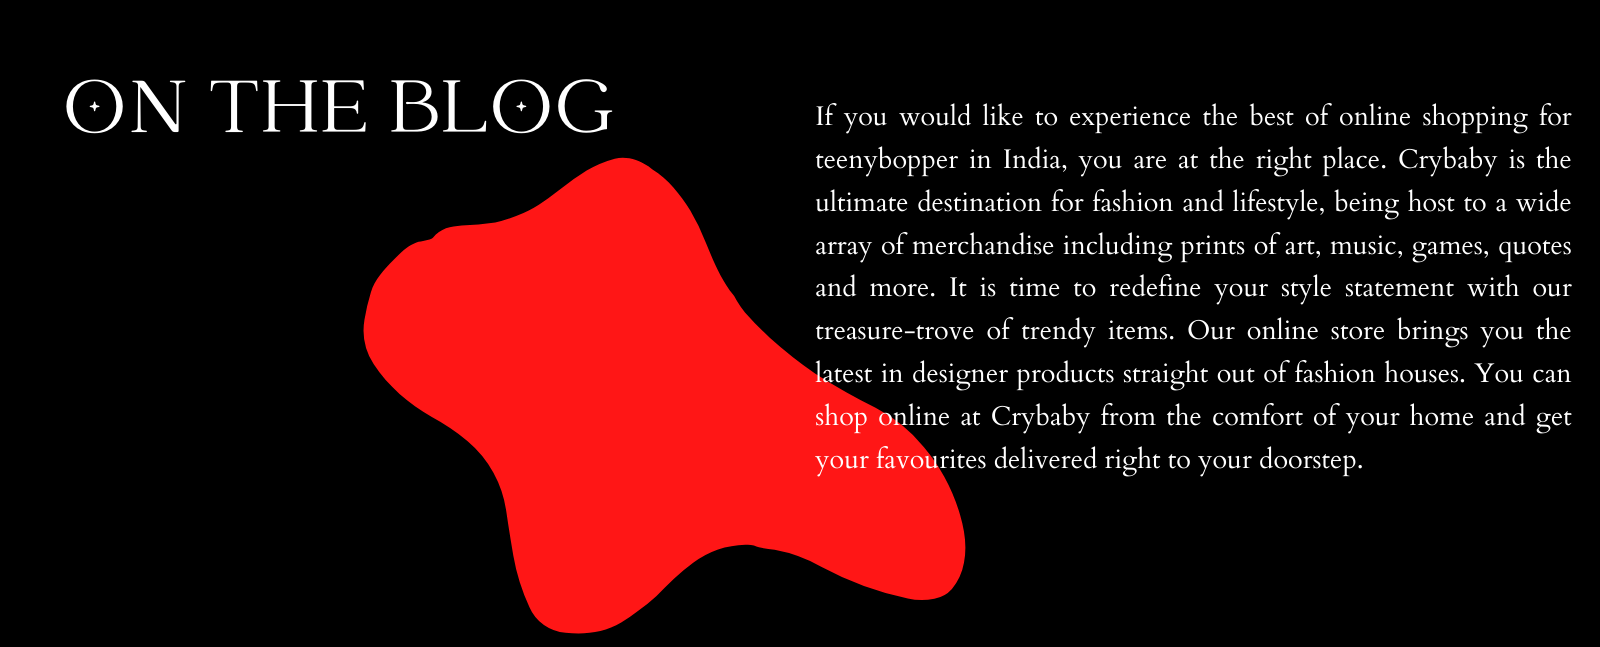 ON THE BLOG
If you would like to experience the best of online shopping for
teenybopper in India, you are at the right place. Crybaby is the
ultimate destination for fashion and lifestyle, being host to a wide
array of merchandise including prints of art, music, games, quotes
and more. It is time to redefine your style statement with our
treasure-trove of trendy items. Our online store brings you the
latest in designer products straight out of fashion houses. You can
shop online at Crybaby from the comfort of your home and get
your favourites delivered right to your doorstep.